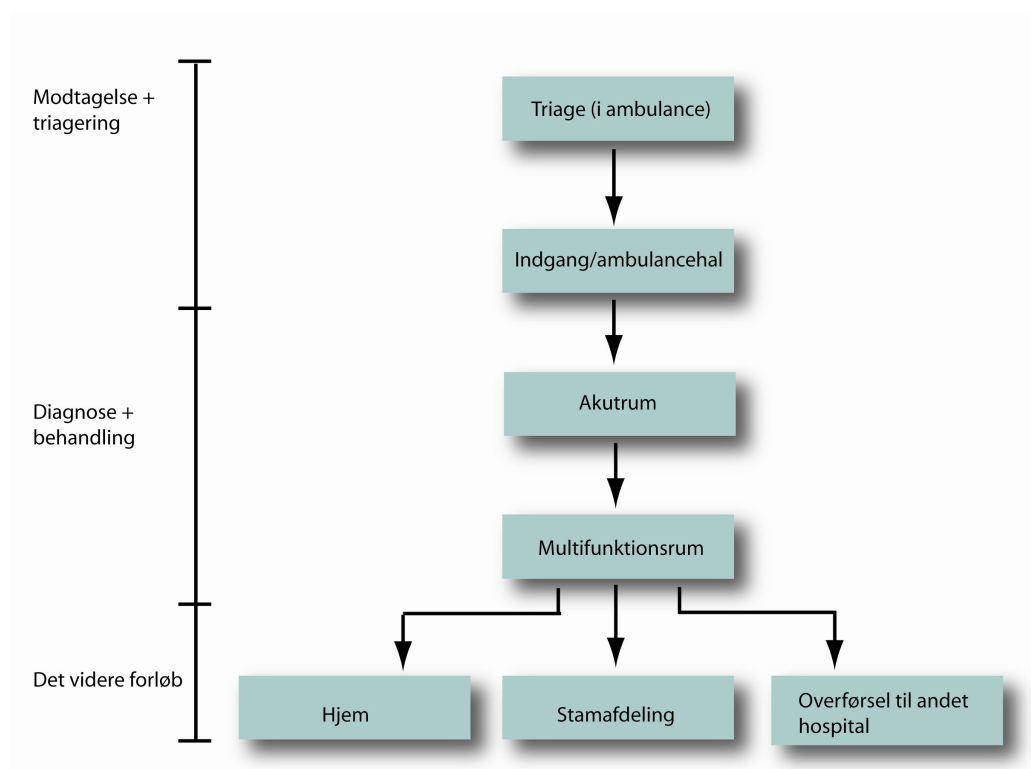 Modtagelse +
triagering
Triage (i ambulance)
Indgang/ambulancehal
Diagnose +
behandling
Akutrum
Multifunktionsrum
Det videre forløb
Hjem
Stamafdeling
Overførsel til andet
hospital